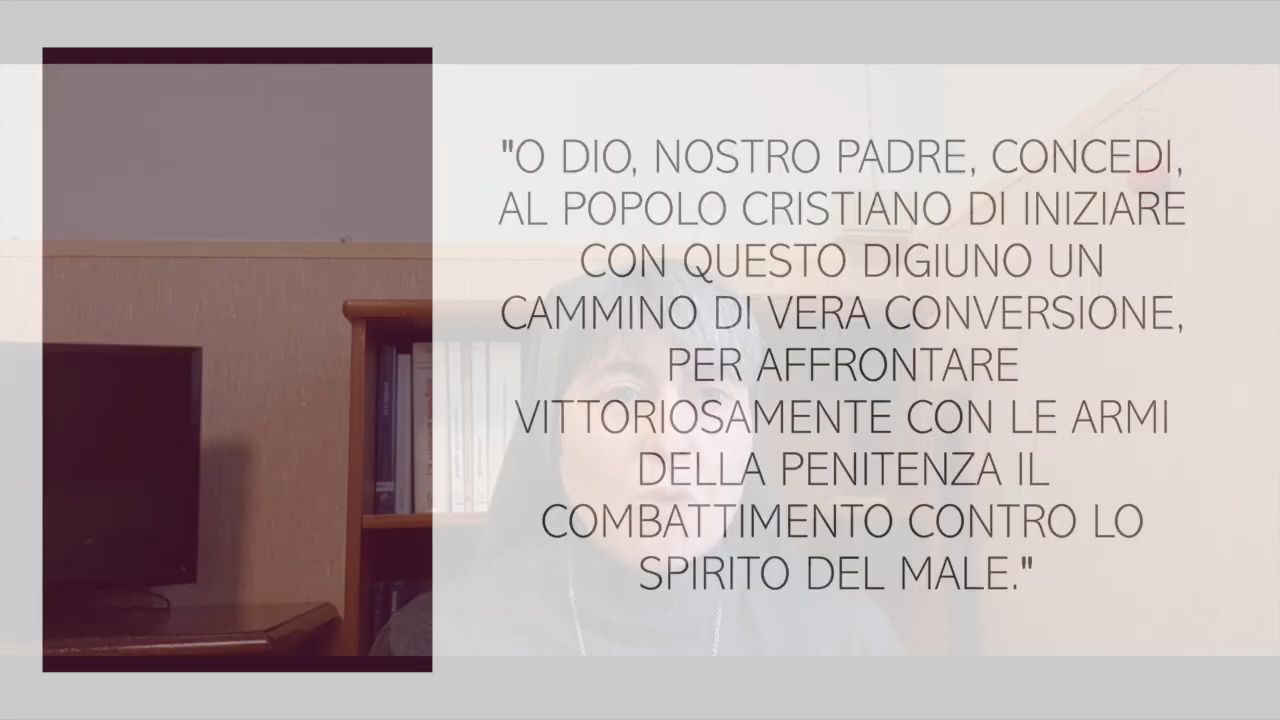 "O DIO, NOSTRO PADRE, CONCEDI,
AL POPOLO CRISTIANO DI INIZIARE
CON QUESTO DIGIUNO UN
CAMMINO DI VERA CONVERSIONE,
PER AFFRONTARE
VITTORIOSAMENTE CON LE ARMI
DELLA PENITENZA IL
COMBATTIMENTO CONTRO LO
SPIRITO DEL MALE."